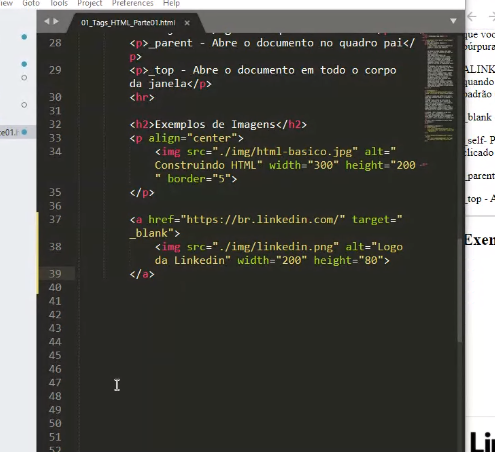 Goto Tools Project Preferences Help
01_Tags_HTML_Parte01.html ×
28 <p>_parent - Abre o documento no quadro pai</
p>
29 <p>_top - Abre o documento em todo o corpo
da janela</p>
30 <hr>
31
32 <h2>Exemplos de Imagens</h2>
33 <p align="center">
34 <img src="./img/html-basico.jpg" alt="
Construindo HTML" width="300" height="200
" border="5">
35 </p>
36
37 <a href="https://br.linkedin.com/" target="
_blank">
38 <img src="./img/linkedin.png" alt="Logo
da Linkedin" width="200" height="80">
39 </a>
40
41
42
43
44
45
46
47
48
49
50
51
52
que você
púrpura
ALINK
quando
padrão
_blank
_self- P
clicado
_parent
_top - A
Exem
Lin